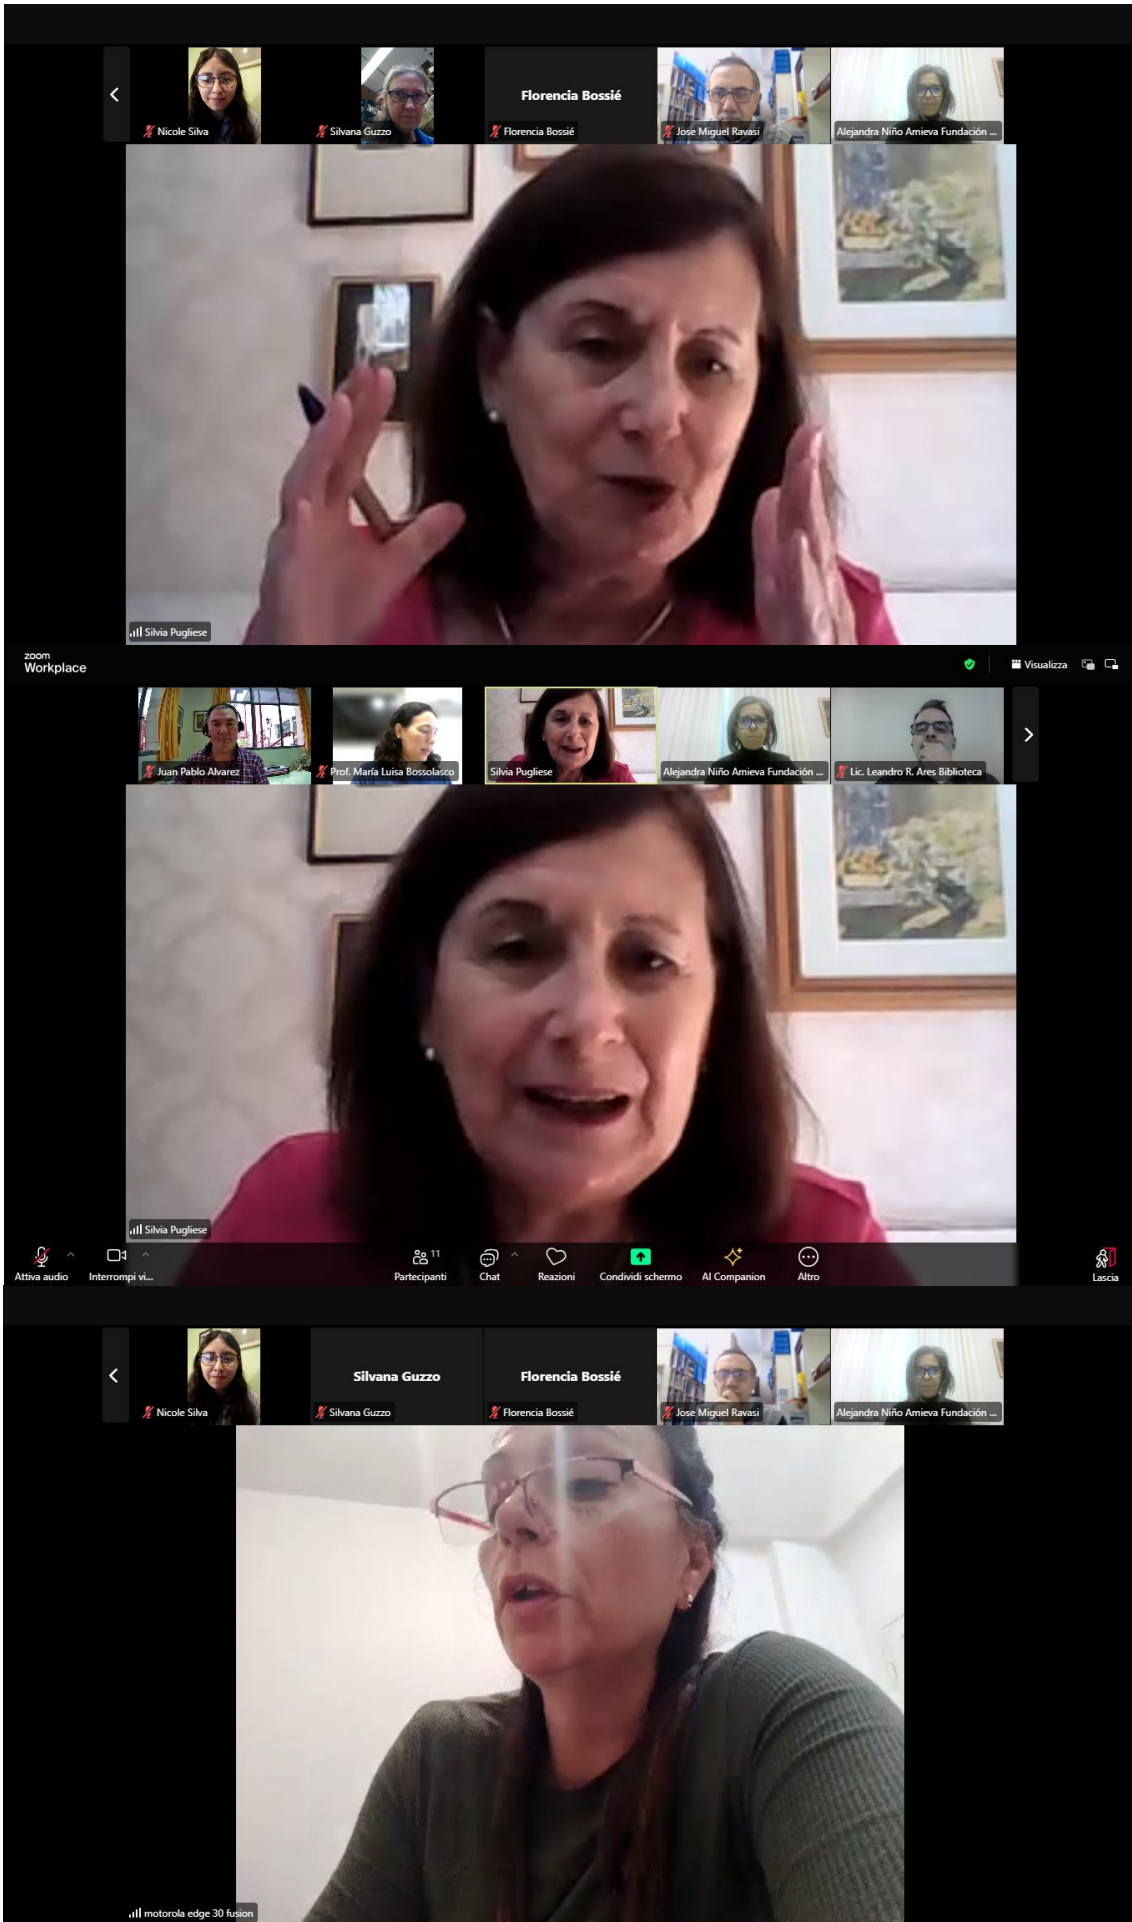 Florencia Bossié
Nicole Silva
Silvana Guzzo
Florencia Bossié
Jose Miguel Ravasi
Alejandra Niño Amieva Fundación ...
Silvia Pugliese
zoom
Workplace
Visualizza
Juan Pablo Alvarez
Prof. María Luisa Bossolasco
Silvia Pugliese
Alejandra Niño Amieva Fundación ...
Lic. Leandro R. Ares Biblioteca
Silvia Pugliese
11
Attiva audio
Interrompi vi...
Partecipanti
Chat
Reazioni
Condividi schermo
AI Companion
Altro
Lascia
Silvana Guzzo
Florencia Bossié
Nicole Silva
Silvana Guzzo
Florencia Bossié
Jose Miguel Ravasi
Alejandra Niño Amieva Fundación ...
motorola edge 30 fusion